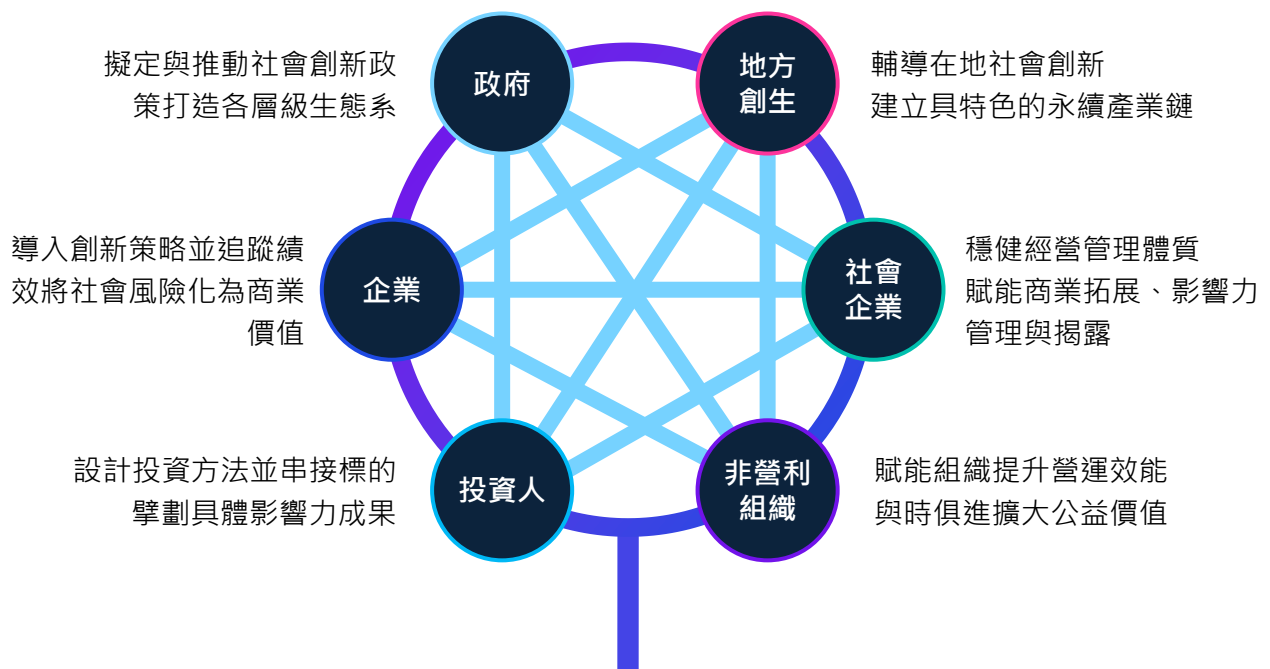 擬定與推動社會創新政
策打造各層級生態系
政府
地方
創生
輔導在地社會創新
建立具特色的永續產業鏈
導入創新策略並追蹤績
效將社會風險化為商業
價值
企業
社會
企業
穩健經營管理體質
賦能商業拓展、影響力
管理與揭露
設計投資方法並串接標的
擘劃具體影響力成果
投資人
非營利
組織
賦能組織提升營運效能
與時俱進擴大公益價值